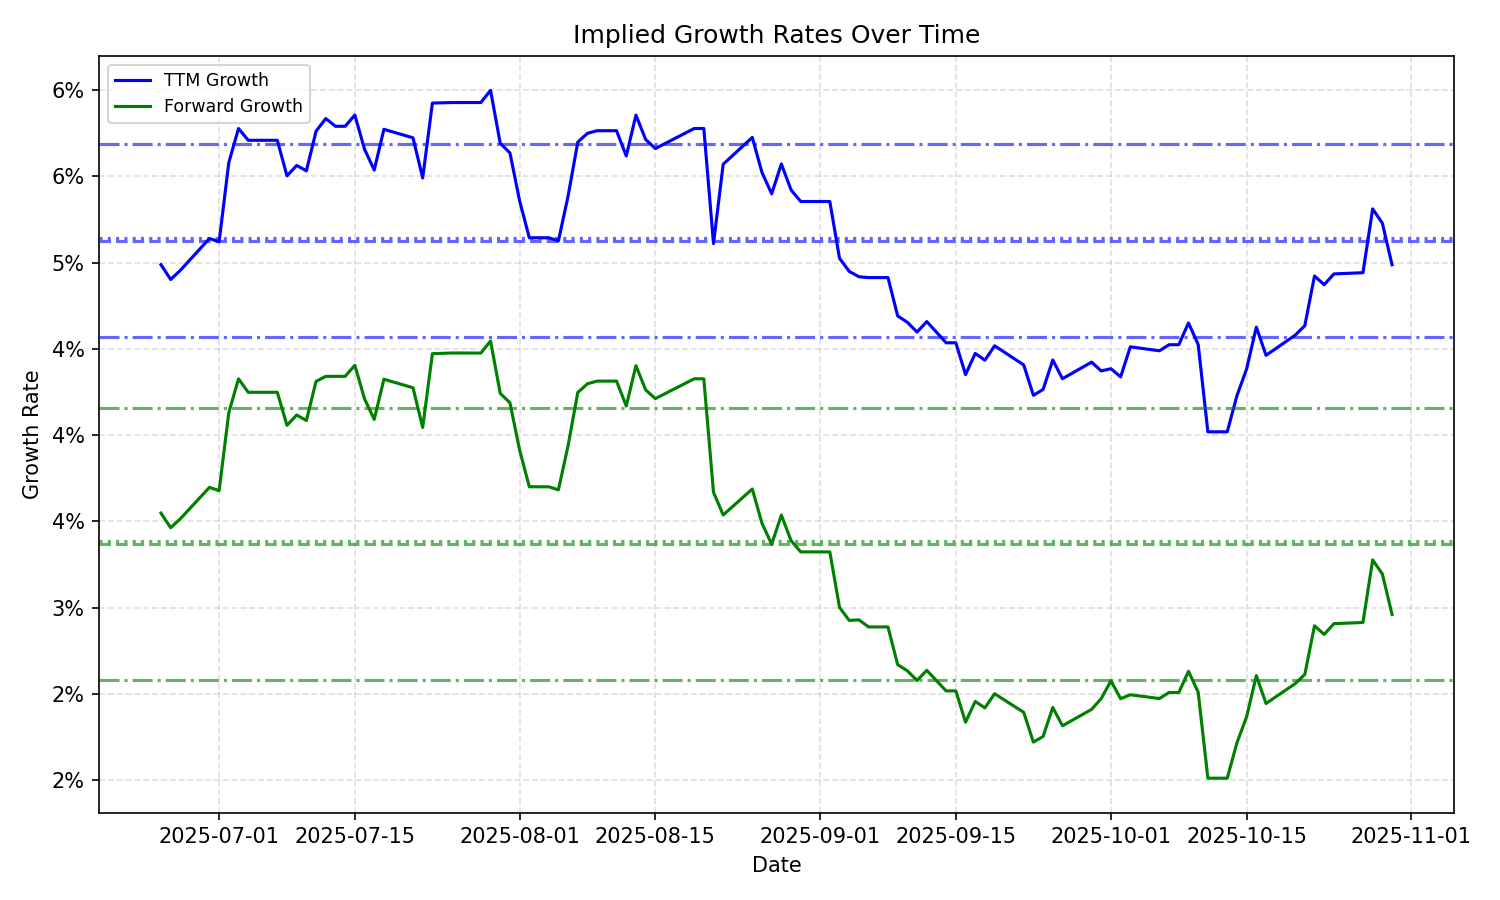 Implied Growth Rates Over Time
TTM Growth
Forward Growth
Growth Rate
6%
6%
5%
4%
4%
4%
3%
2%
2%
2025-07-01 2025-07-15 2025-08-01 2025-08-15 2025-09-01 2025-09-15 2025-10-01 2025-10-15 2025-11-01
Date